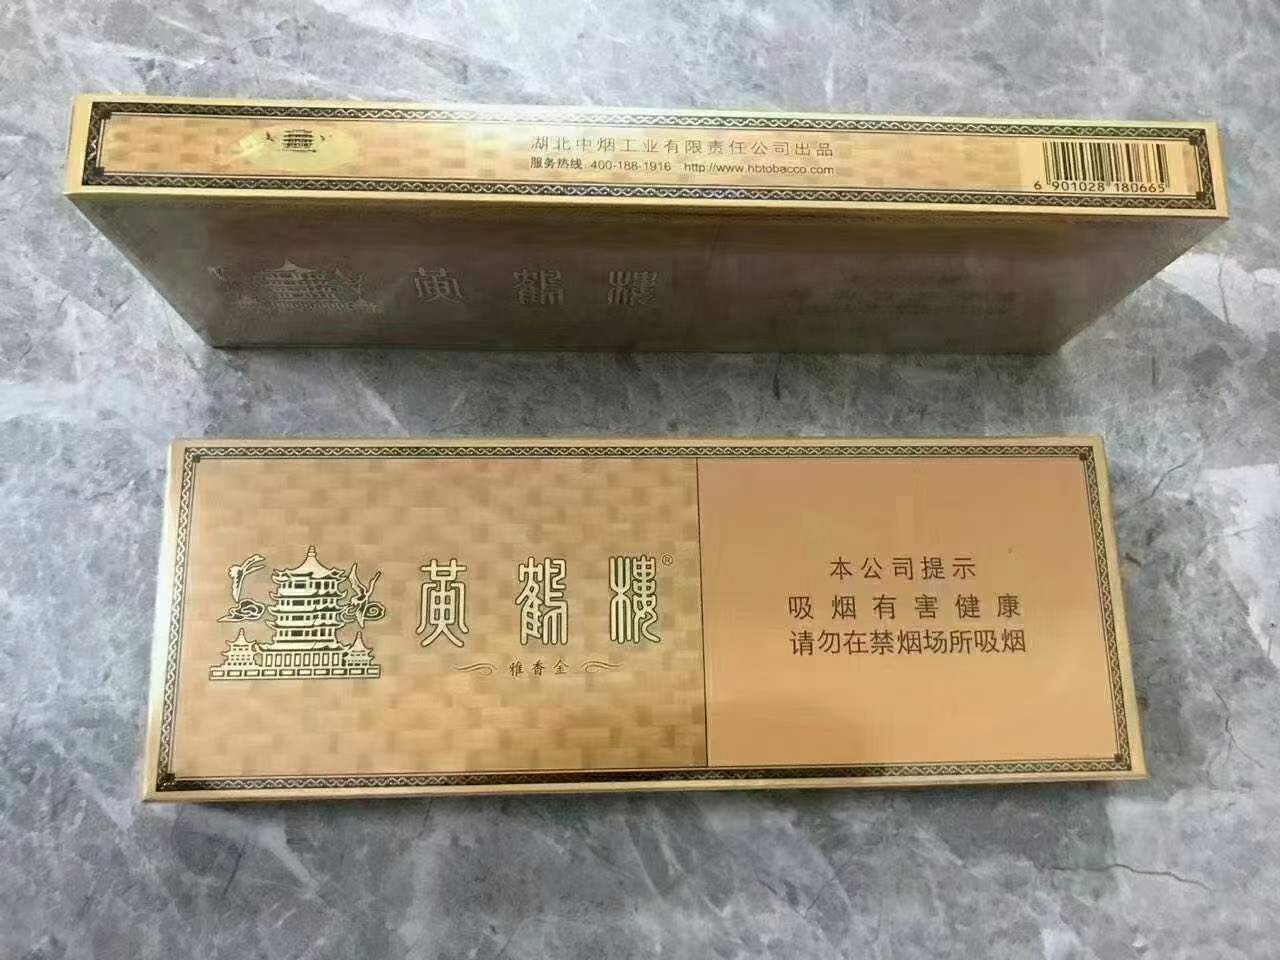 湖北中烟工业有限责任公司出品
服务热线 400-188-1916 http://www.hbtobacco.com
6 901028 180665
黄鹤楼
黄鹤楼®
雅香金
本公司提示
吸烟有害健康
请勿在禁烟场所吸烟